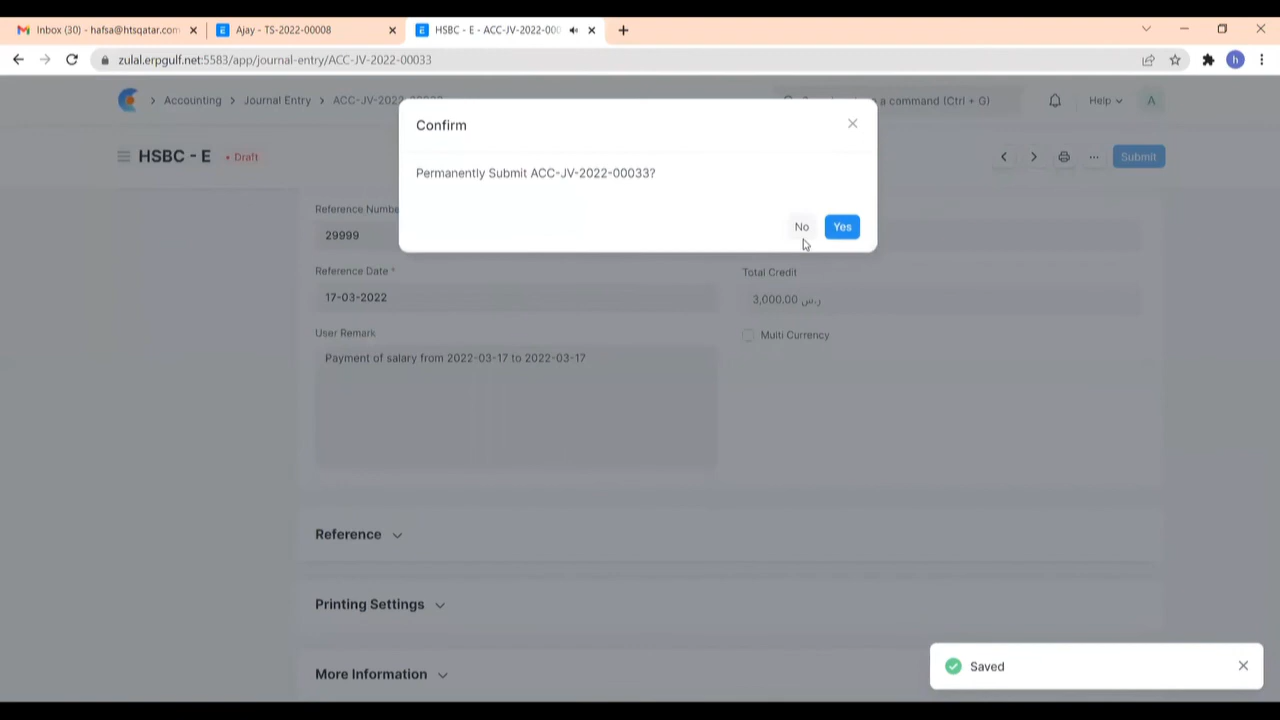 Inbox (30) - hafsa@htsqatar.com
Ajay - TS-2022-00008
HSBC - E - ACC-JV-2022-000
zulal.erpgulf.net:5583/app/journal-entry/ACC-JV-2022-00033
h
Accounting > Journal Entry > ACC-JV-2022-00033
a command (Ctrl + G)
Help
A
HSBC - E
• Draft
Submit
Confirm
Permanently Submit ACC-JV-2022-00033?
No
Yes
Reference Numbe
29999
Reference Date *
17-03-2022
Total Credit
3,000.00 ر.س
User Remark
Payment of salary from 2022-03-17 to 2022-03-17
Multi Currency
Reference
Printing Settings
More Information
Saved